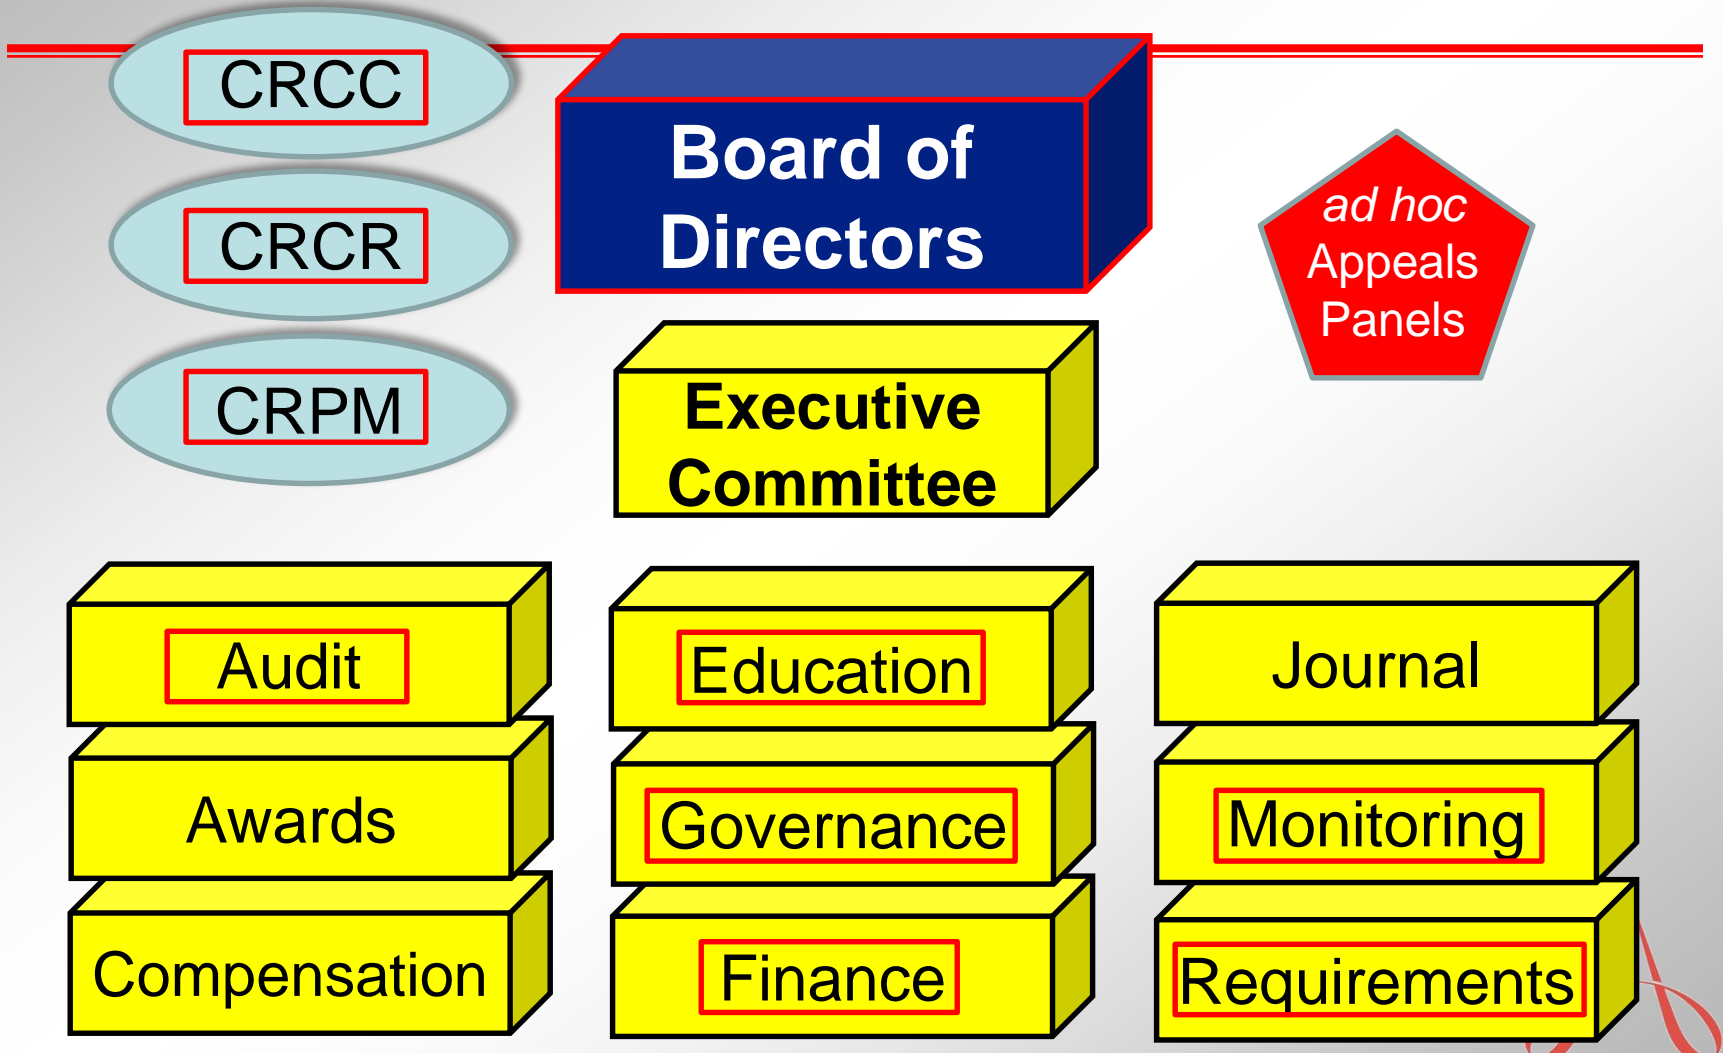 CRCC
CRCR
CRPM
Board of
Directors
ad hoc
Appeals
Panels
Executive
Committee
Audit
Awards
Compensation
Education
Governance
Finance
Journal
Monitoring
Requirements